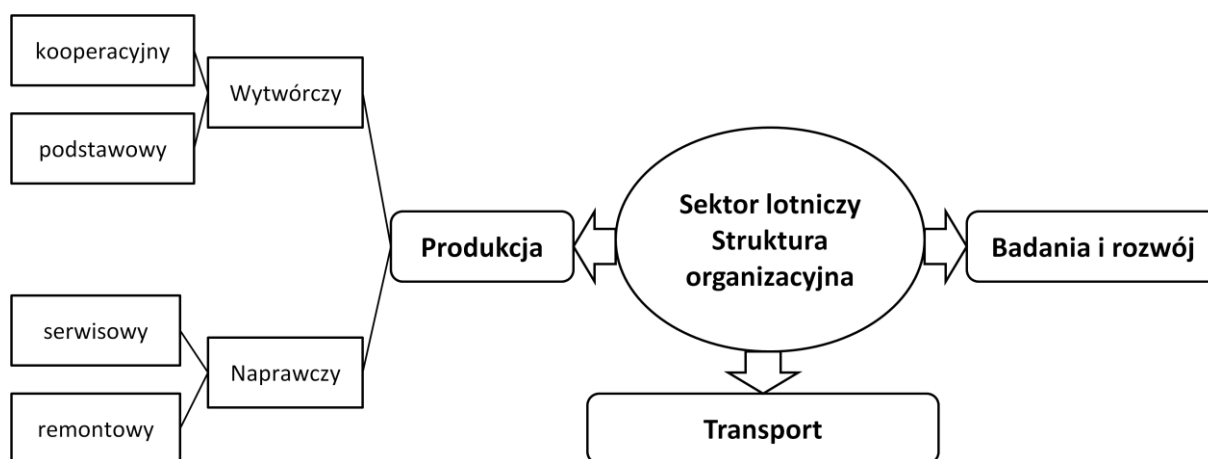 kooperacyjny
Wytwórczy
podstawowy
Sektor lotniczy
Struktura
organizacyjna
Produkcja
Badania i rozwój
serwisowy
Naprawczy
remontowy
Transport